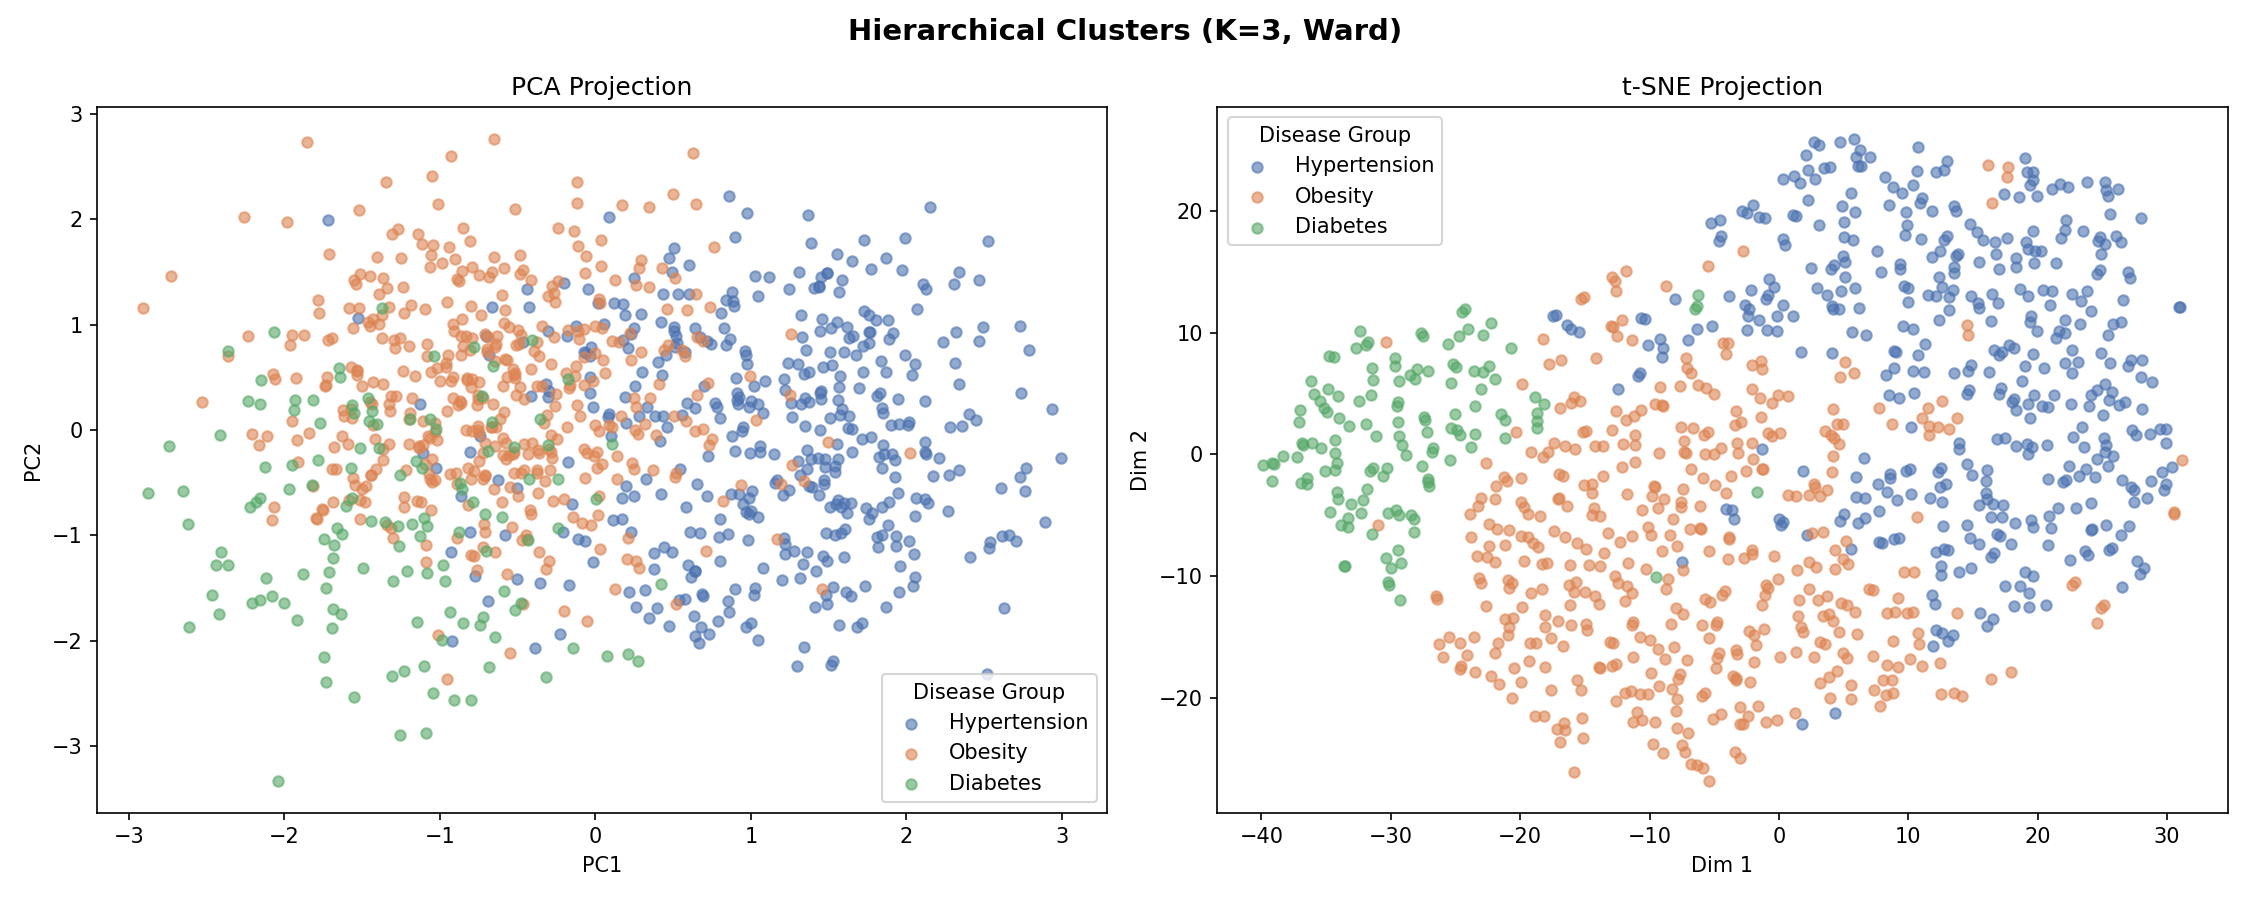 Hierarchical Clusters (K=3, Ward)
PCA Projection
3
2
1
0
−1
−2
−3
PC2
−3
−2
−1
0
1
2
3
PC1
Disease Group
Hypertension
Obesity
Diabetes
t-SNE Projection
Disease Group
Hypertension
Obesity
Diabetes
20
10
0
−10
−20
Dim 2
−40
−30
−20
−10
0
10
20
30
Dim 1